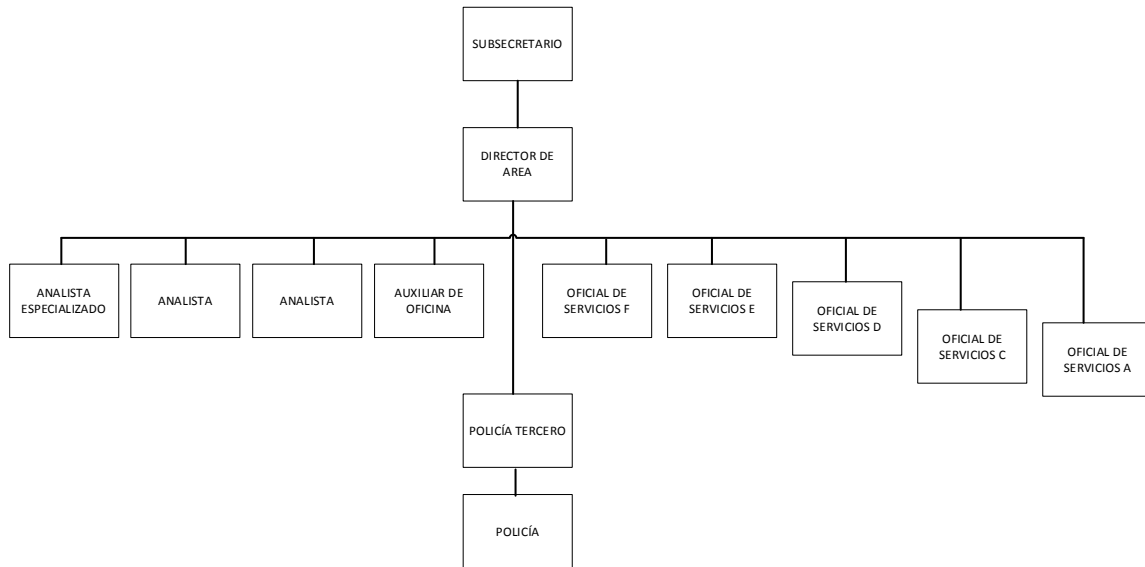 SUBSECRETARIO
DIRECTOR DE
AREA
ANALISTA
ESPECIALIZADO
ANALISTA
ANALISTA
AUXILIAR DE
OFICINA
OFICIAL DE
SERVICIOS F
OFICIAL DE
SERVICIOS E
OFICIAL DE
SERVICIOS D
OFICIAL DE
SERVICIOS C
OFICIAL DE
SERVICIOS A
POLICÍA TERCERO
POLICÍA